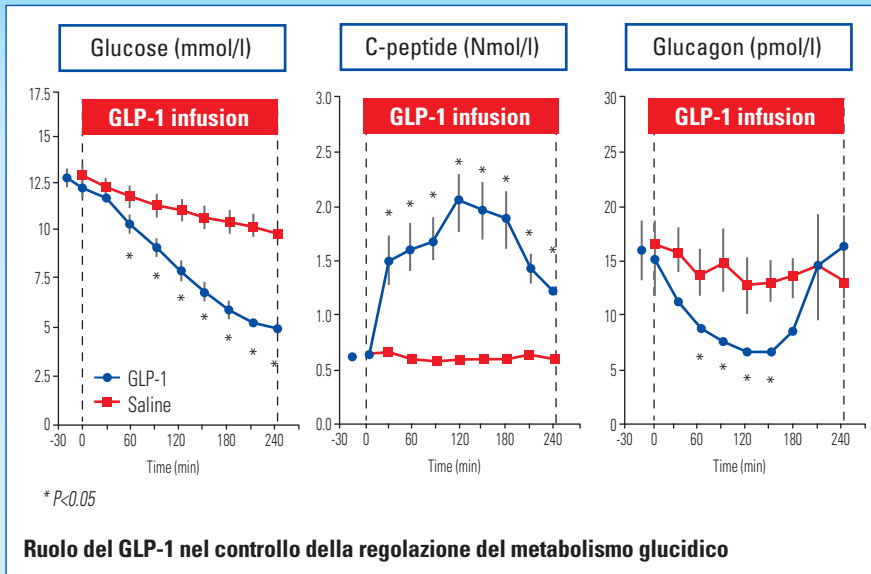 Glucose (mmol/l)
C-peptide (Nmol/l)
Glucagon (pmol/l)
17.5
15
12.5
10
7.5
5
12.5
0
GLP-1 infusion
*
*
*
*
*
*
*
GLP-1
Saline
-30 0 60 120 180 240
Time (min)
3.0
2.5
2.0
1.5
1.0
0.5
0.0
GLP-1 infusion
*
*
*
*
*
*
*
*
-30 0 60 120 180 240
Time (min)
30
25
20
15
10
5
0
GLP-1 infusion
*
*
*
*
-30 0 60 120 180 240
Time (min)
* P<0.05
Ruolo del GLP-1 nel controllo della regolazione del metabolismo glucidico